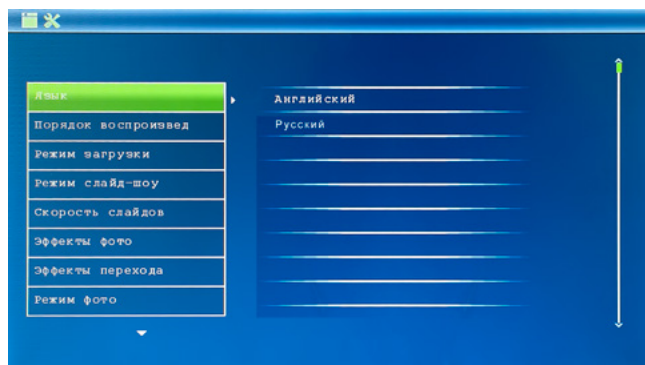 Язык
Английский
Порядок воспроизвед
Русский
Режим загрузки
Режим слайд-шоу
Скорость слайдов
Эффекты фото
Эффекты перехода
Режим фото